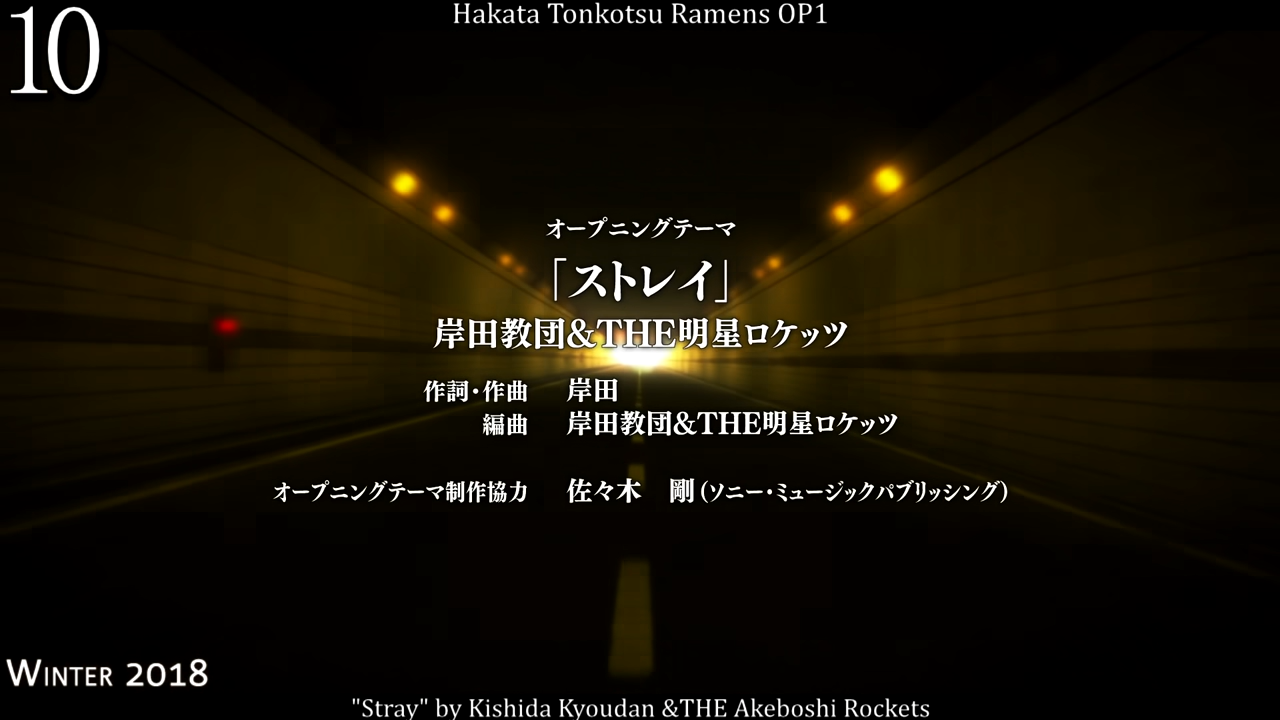 Hakata Tonkotsu Ramens OP1
10
オープニングテーマ
「ストレイ」
岸田教団&THE明星ロケッツ
作詞・作曲 岸田
編曲 岸田教団&THE明星ロケッツ
オープニングテーマ制作協力 佐々木 剛(ソニー・ミュージックパブリッシング)
WINTER 2018
"Stray" by Kishida Kyoudan &THE Akeboshi Rockets